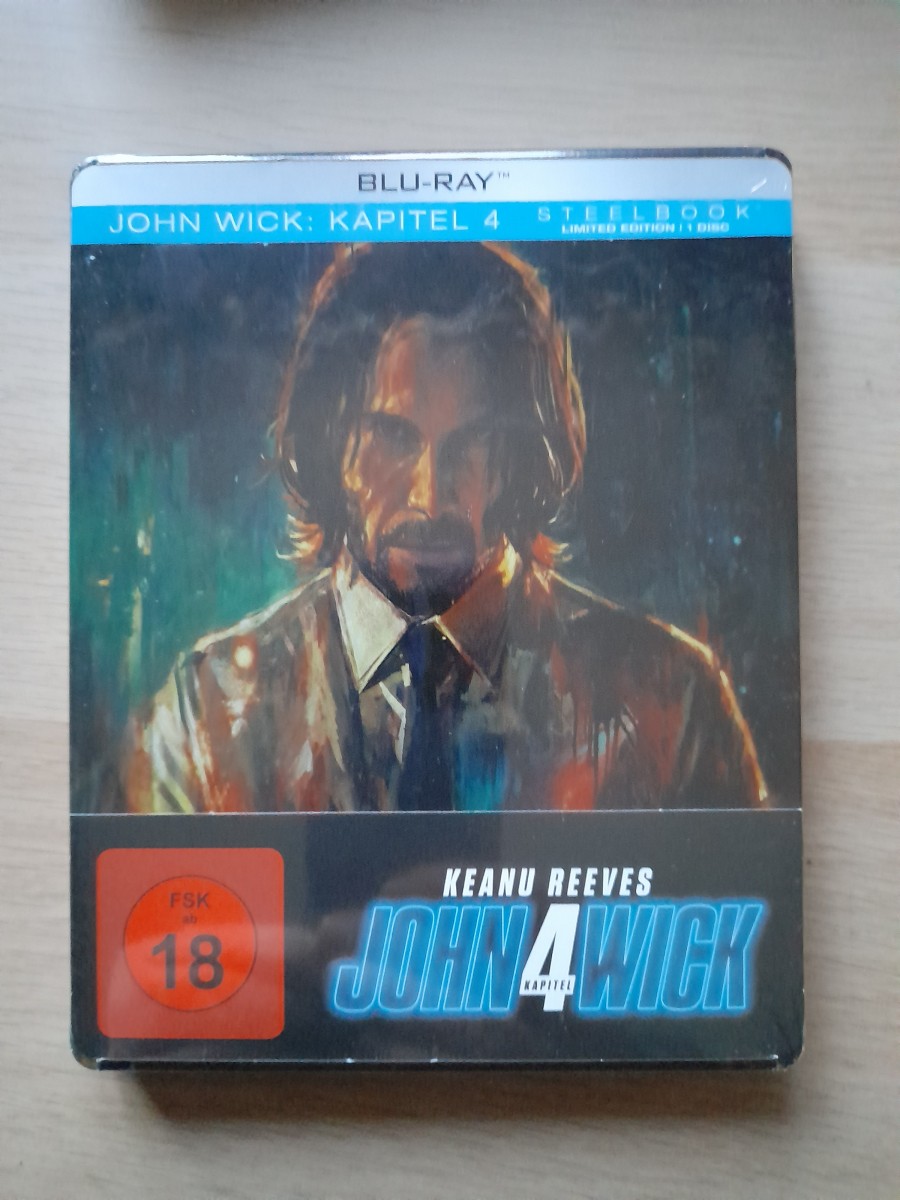 BLU-RAY™
JOHN WICK: KAPITEL 4
STEELBOOK
LIMITED EDITION / 1 DISC
FSK
ab
18
KEANU REEVES
JOHN 4 WICK
KAPITEL